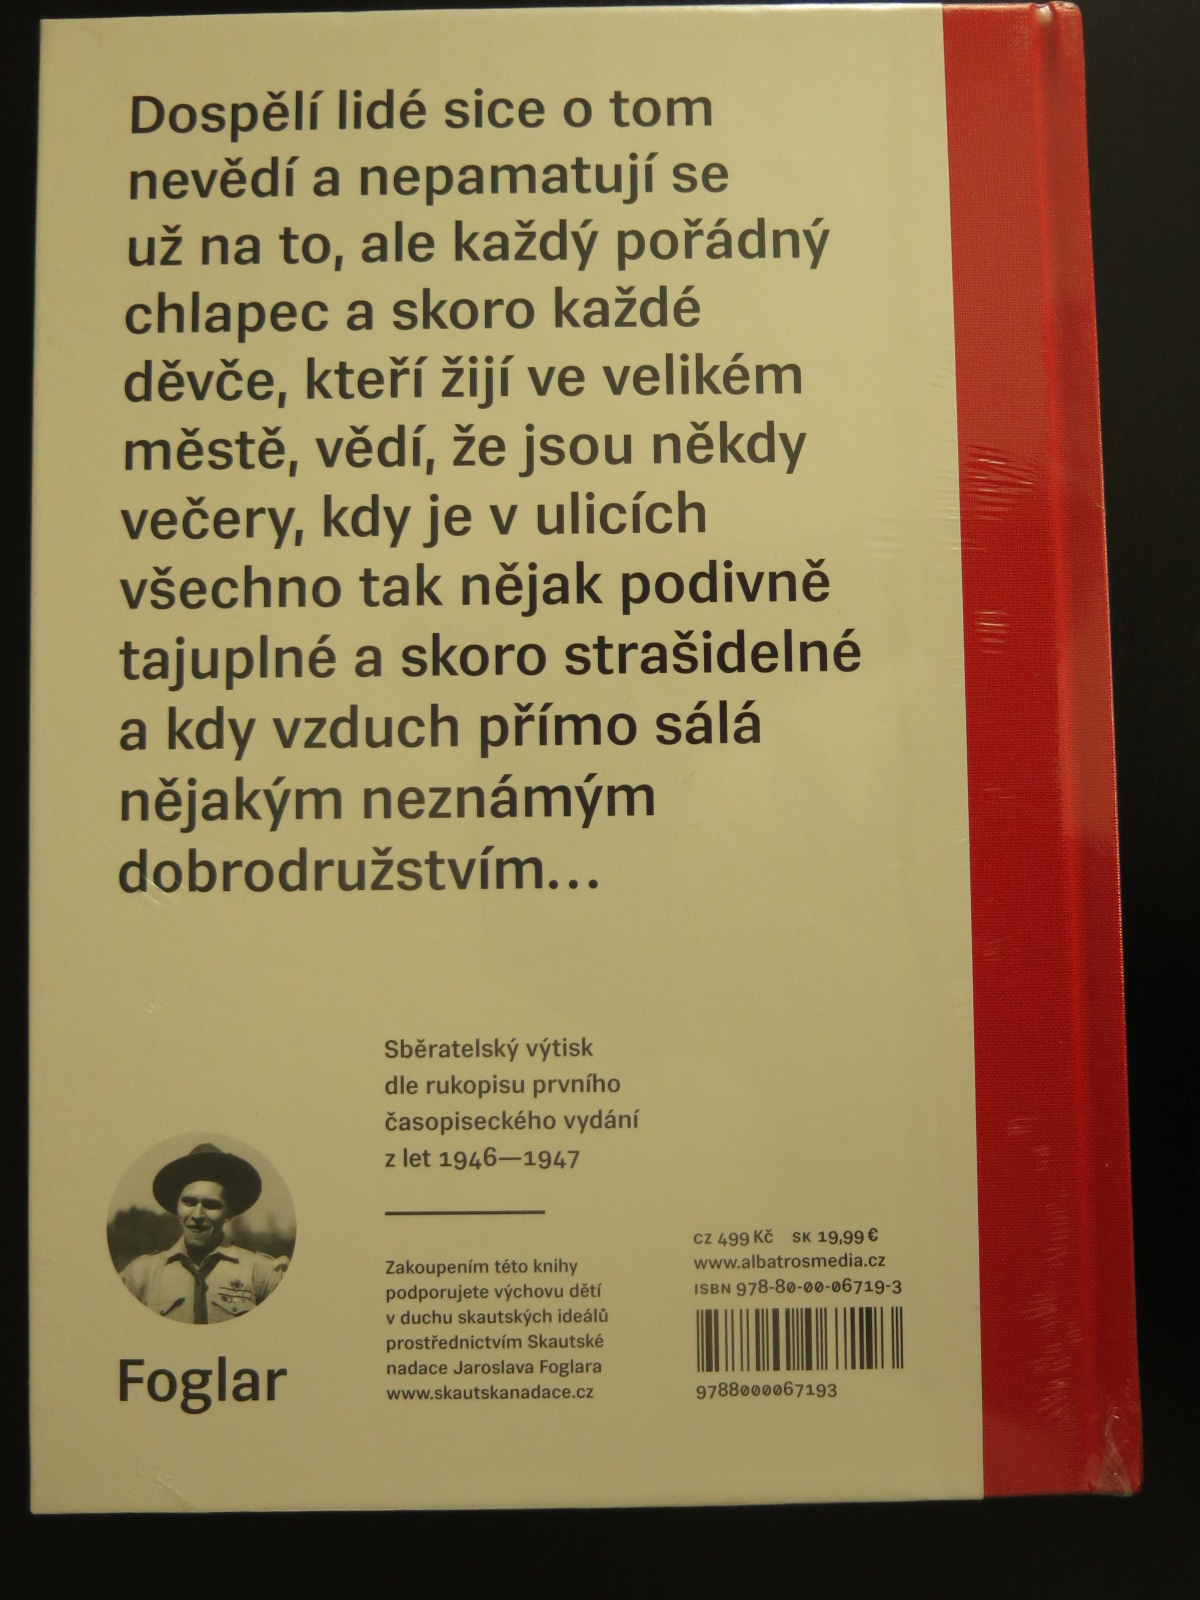 Dospělí lidé sice o tom
nevědí a nepamatují se
už na to, ale každý pořádný
chlapec a skoro každé
děvče, kteří žijí ve velikém
městě, vědí, že jsou někdy
večery, kdy je v ulicích
všechno tak nějak podivně
tajuplné a skoro strašidelné
a kdy vzduch přímo sálá
nějakým neznámým
dobrodružstvím...
Sběratelský výtisk
dle rukopisu prvního
časopiseckého vydání
z let 1946—1947
Foglar
Zakoupením této knihy
podporujete výchovu dětí
v duchu skautských ideálů
prostřednictvím Skautské
nadace Jaroslava Foglara
www.skautskanadace.cz
CZ 499 Kč SK 19,99 €
www.albatrosmedia.cz
ISBN 978-80-00-06719-3
9788000067193